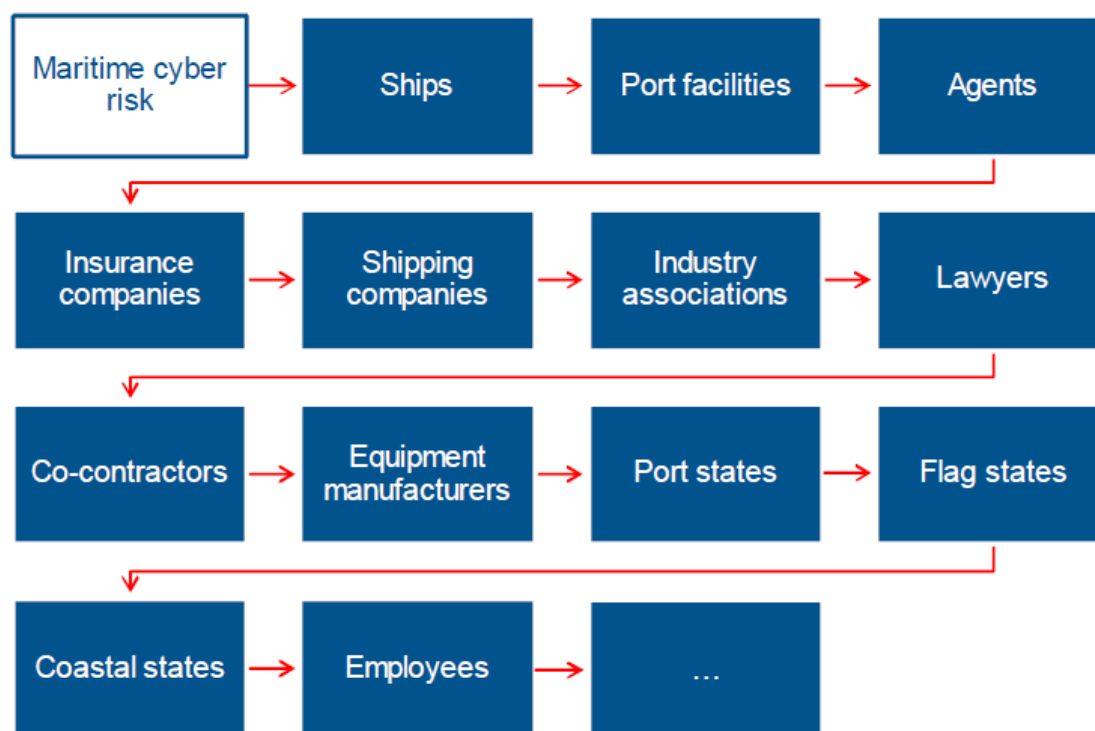 Maritime cyber
risk
Ships
Port facilities
Agents
Insurance
companies
Shipping
companies
Industry
associations
Lawyers
Co-contractors
Equipment
manufacturers
Port states
Flag states
Coastal states
Employees
...